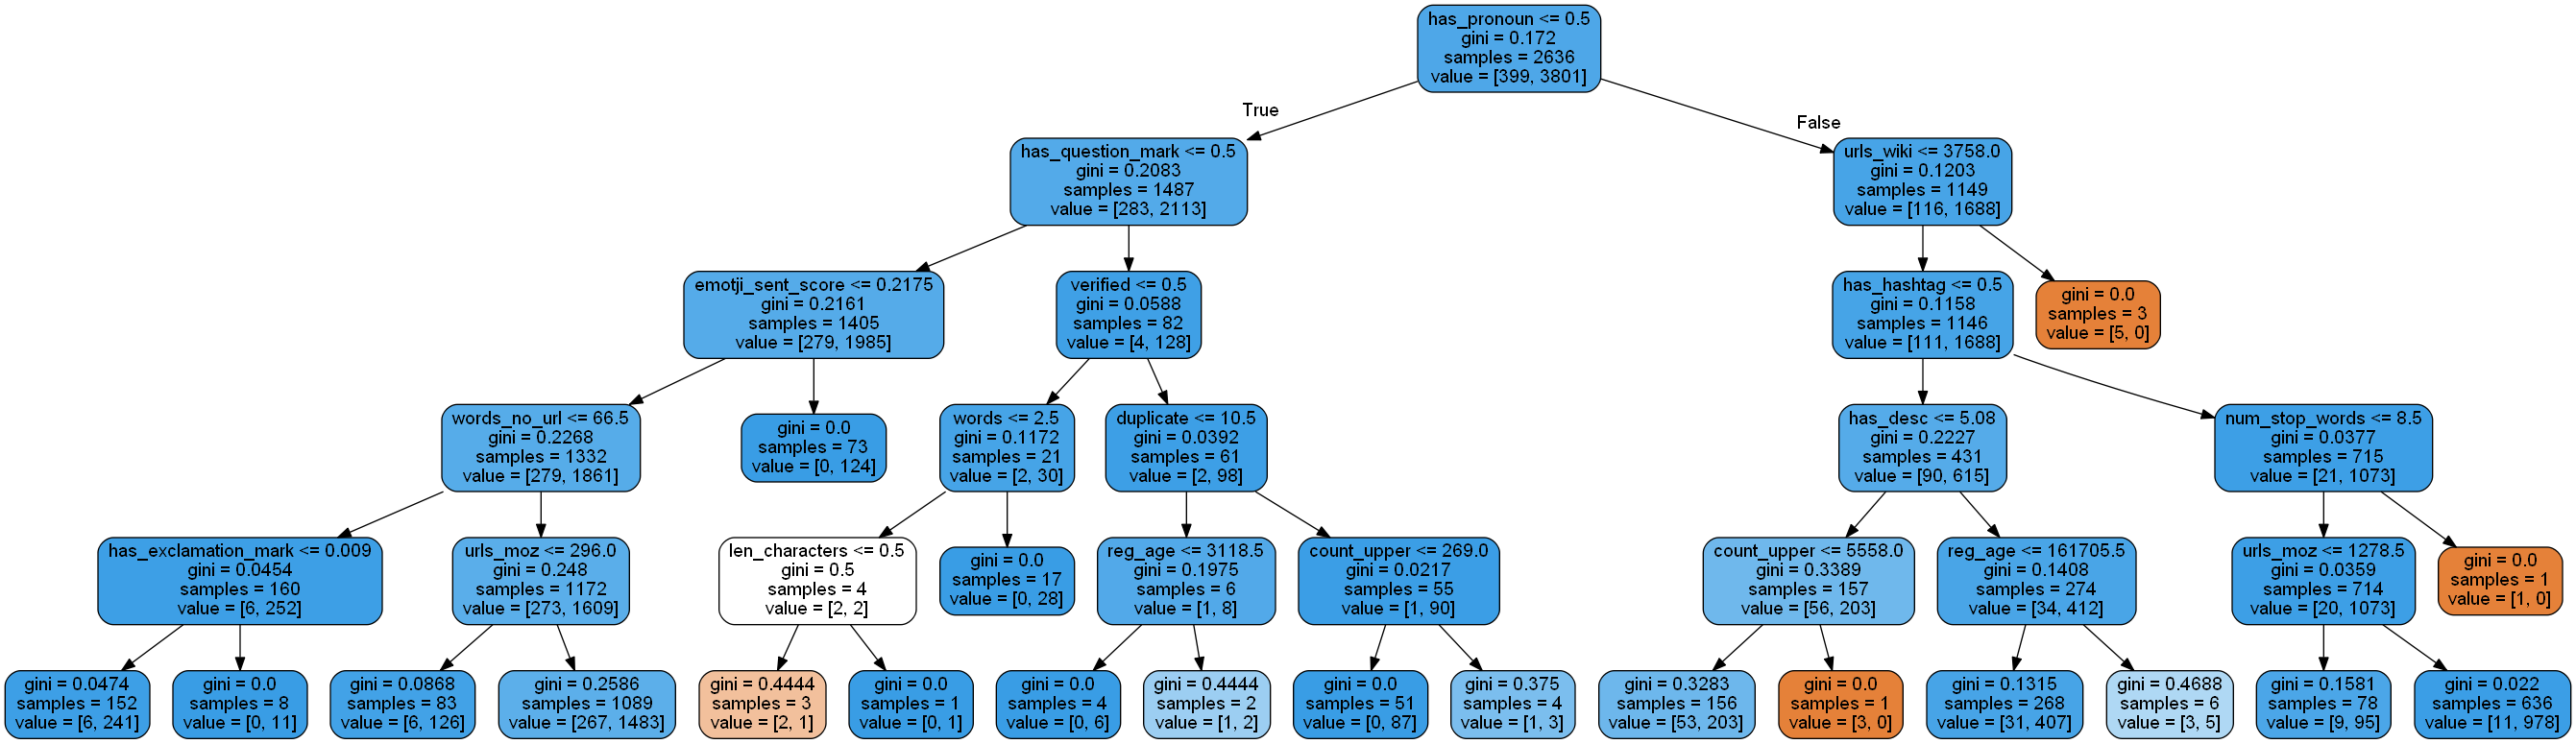 has_pronoun <= 0.5
gini = 0.172
samples = 2636
value = [399, 3801]
True
False
has_question_mark <= 0.5
gini = 0.2083
samples = 1487
value = [283, 2113]
urls_wiki <= 3758.0
gini = 0.1203
samples = 1149
value = [116, 1688]
emotji_sent_score <= 0.2175
gini = 0.2161
samples = 1405
value = [279, 1985]
verified <= 0.5
gini = 0.0588
samples = 82
value = [4, 128]
has_hashtag <= 0.5
gini = 0.1158
samples = 1146
value = [111, 1688]
gini = 0.0
samples = 3
value = [5, 0]
words_no_url <= 66.5
gini = 0.2268
samples = 1332
value = [279, 1861]
gini = 0.0
samples = 73
value = [0, 124]
words <= 2.5
gini = 0.1172
samples = 21
value = [2, 30]
duplicate <= 10.5
gini = 0.0392
samples = 61
value = [2, 98]
has_desc <= 5.08
gini = 0.2227
samples = 431
value = [90, 615]
num_stop_words <= 8.5
gini = 0.0377
samples = 715
value = [21, 1073]
has_exclamation_mark <= 0.009
gini = 0.0454
samples = 160
value = [6, 252]
urls_moz <= 296.0
gini = 0.248
samples = 1172
value = [273, 1609]
len_characters <= 0.5
gini = 0.5
samples = 4
value = [2, 2]
gini = 0.0
samples = 17
value = [0, 28]
reg_age <= 3118.5
gini = 0.1975
samples = 6
value = [1, 8]
count_upper <= 269.0
gini = 0.0217
samples = 55
value = [1, 90]
count_upper <= 5558.0
gini = 0.3389
samples = 157
value = [56, 203]
reg_age <= 161705.5
gini = 0.1408
samples = 274
value = [34, 412]
urls_moz <= 1278.5
gini = 0.0359
samples = 714
value = [20, 1073]
gini = 0.0
samples = 1
value = [1, 0]
gini = 0.0474
samples = 152
value = [6, 241]
gini = 0.0
samples = 8
value = [0, 11]
gini = 0.0868
samples = 83
value = [6, 126]
gini = 0.2586
samples = 1089
value = [267, 1483]
gini = 0.4444
samples = 3
value = [2, 1]
gini = 0.0
samples = 1
value = [0, 1]
gini = 0.0
samples = 4
value = [0, 6]
gini = 0.4444
samples = 2
value = [1, 2]
gini = 0.0
samples = 51
value = [0, 87]
gini = 0.375
samples = 4
value = [1, 3]
gini = 0.3283
samples = 156
value = [53, 203]
gini = 0.0
samples = 1
value = [3, 0]
gini = 0.1315
samples = 268
value = [31, 407]
gini = 0.4688
samples = 6
value = [3, 5]
gini = 0.1581
samples = 78
value = [9, 95]
gini = 0.022
samples = 636
value = [11, 978]